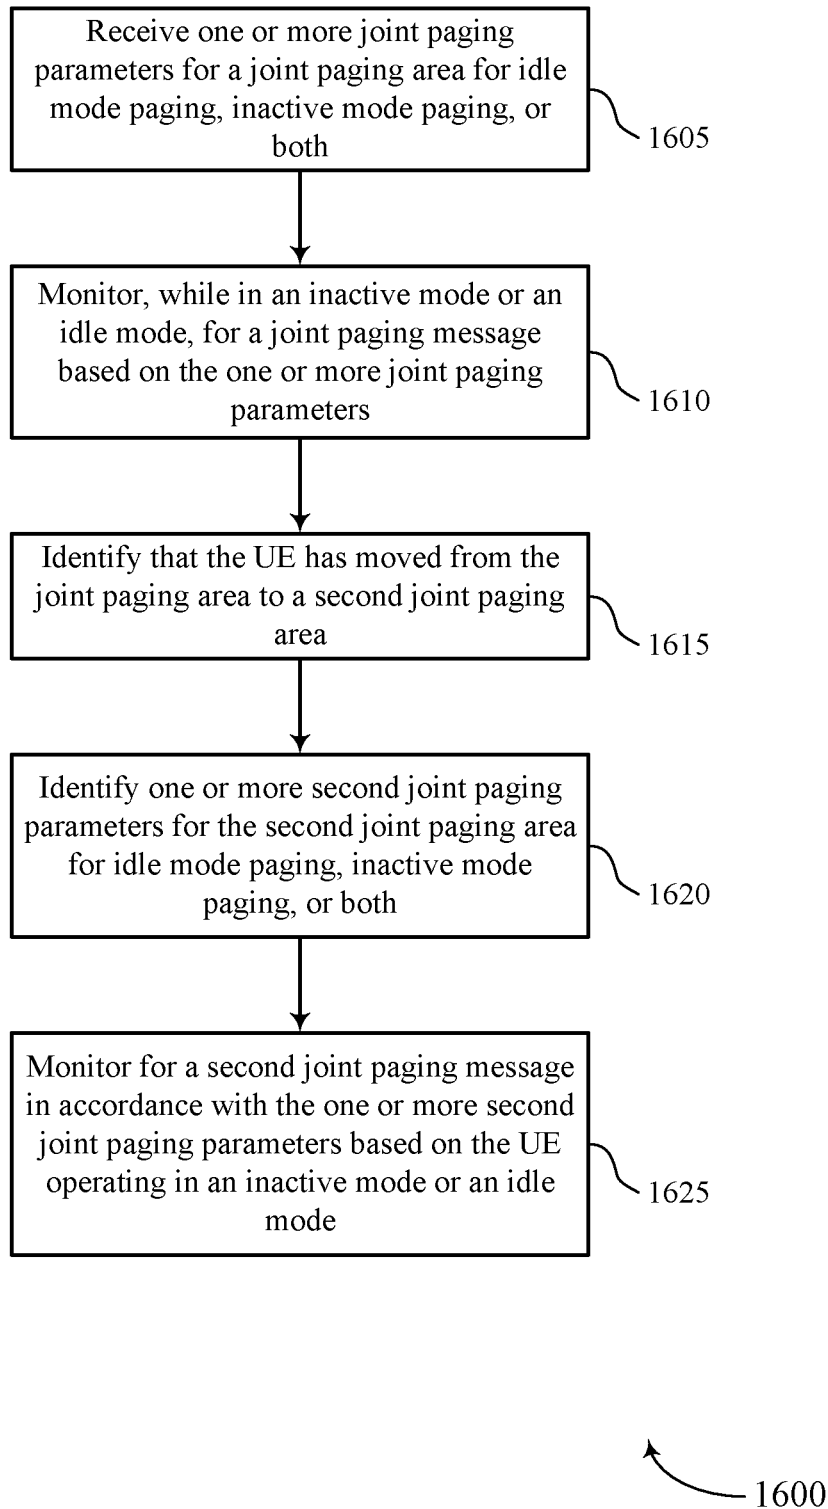 Receive one or more joint paging
parameters for a joint paging area for idle
mode paging, inactive mode paging, or
both
1605
Monitor, while in an inactive mode or an
idle mode, for a joint paging message
based on the one or more joint paging
parameters
1610
Identify that the UE has moved from the
joint paging area to a second joint paging
area
1615
Identify one or more second joint paging
parameters for the second joint paging area
for idle mode paging, inactive mode
paging, or both
1620
Monitor for a second joint paging message
in accordance with the one or more second
joint paging parameters based on the UE
operating in an inactive mode or an idle
mode
1625
1600